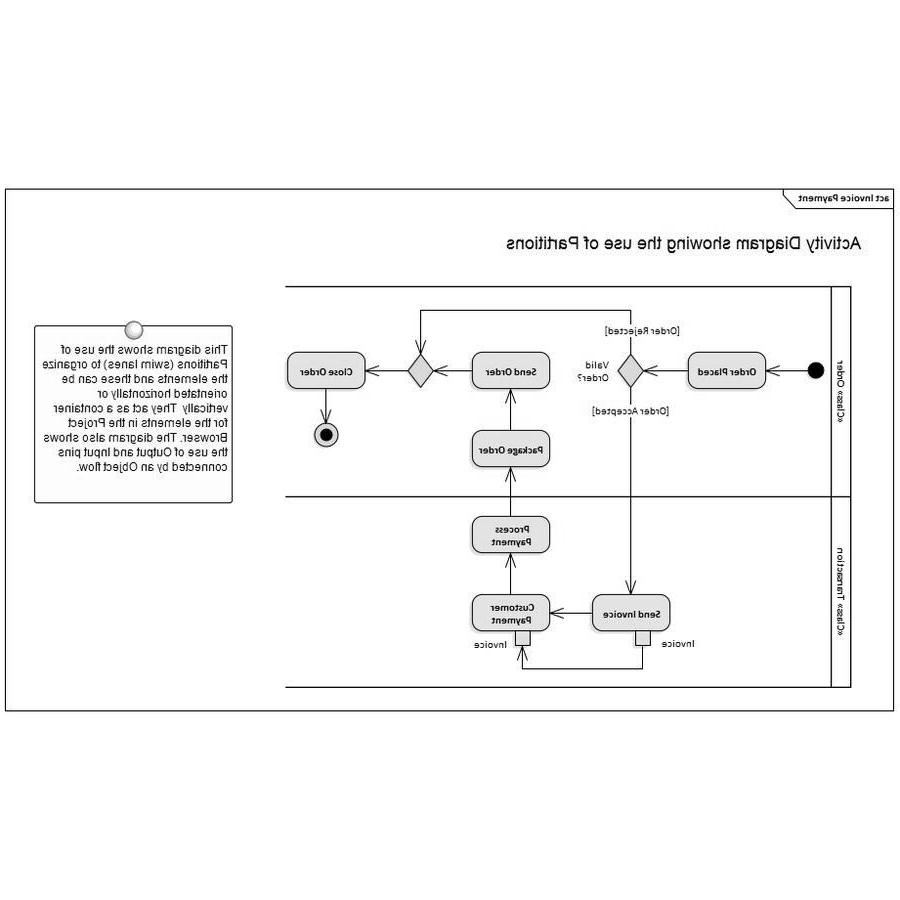 act Invoice Payment
Activity Diagram showing the use of Partitions
«Class» Order
[Order Rejected]
Order Placed
Valid
Order?
[Order Accepted]
Send Order
Close Order
Package Order
«Class» Transaction
Process
Payment
Send Invoice
Customer
Payment
Invoice
Invoice
This diagram shows the use of
Partitions (swim lanes) to organize
the elements and these can be
orientated horizontally or
vertically. They act as a container
for the elements in the Project
Browser. The diagram also shows
the use of Output and Input pins
connected by an Object flow.